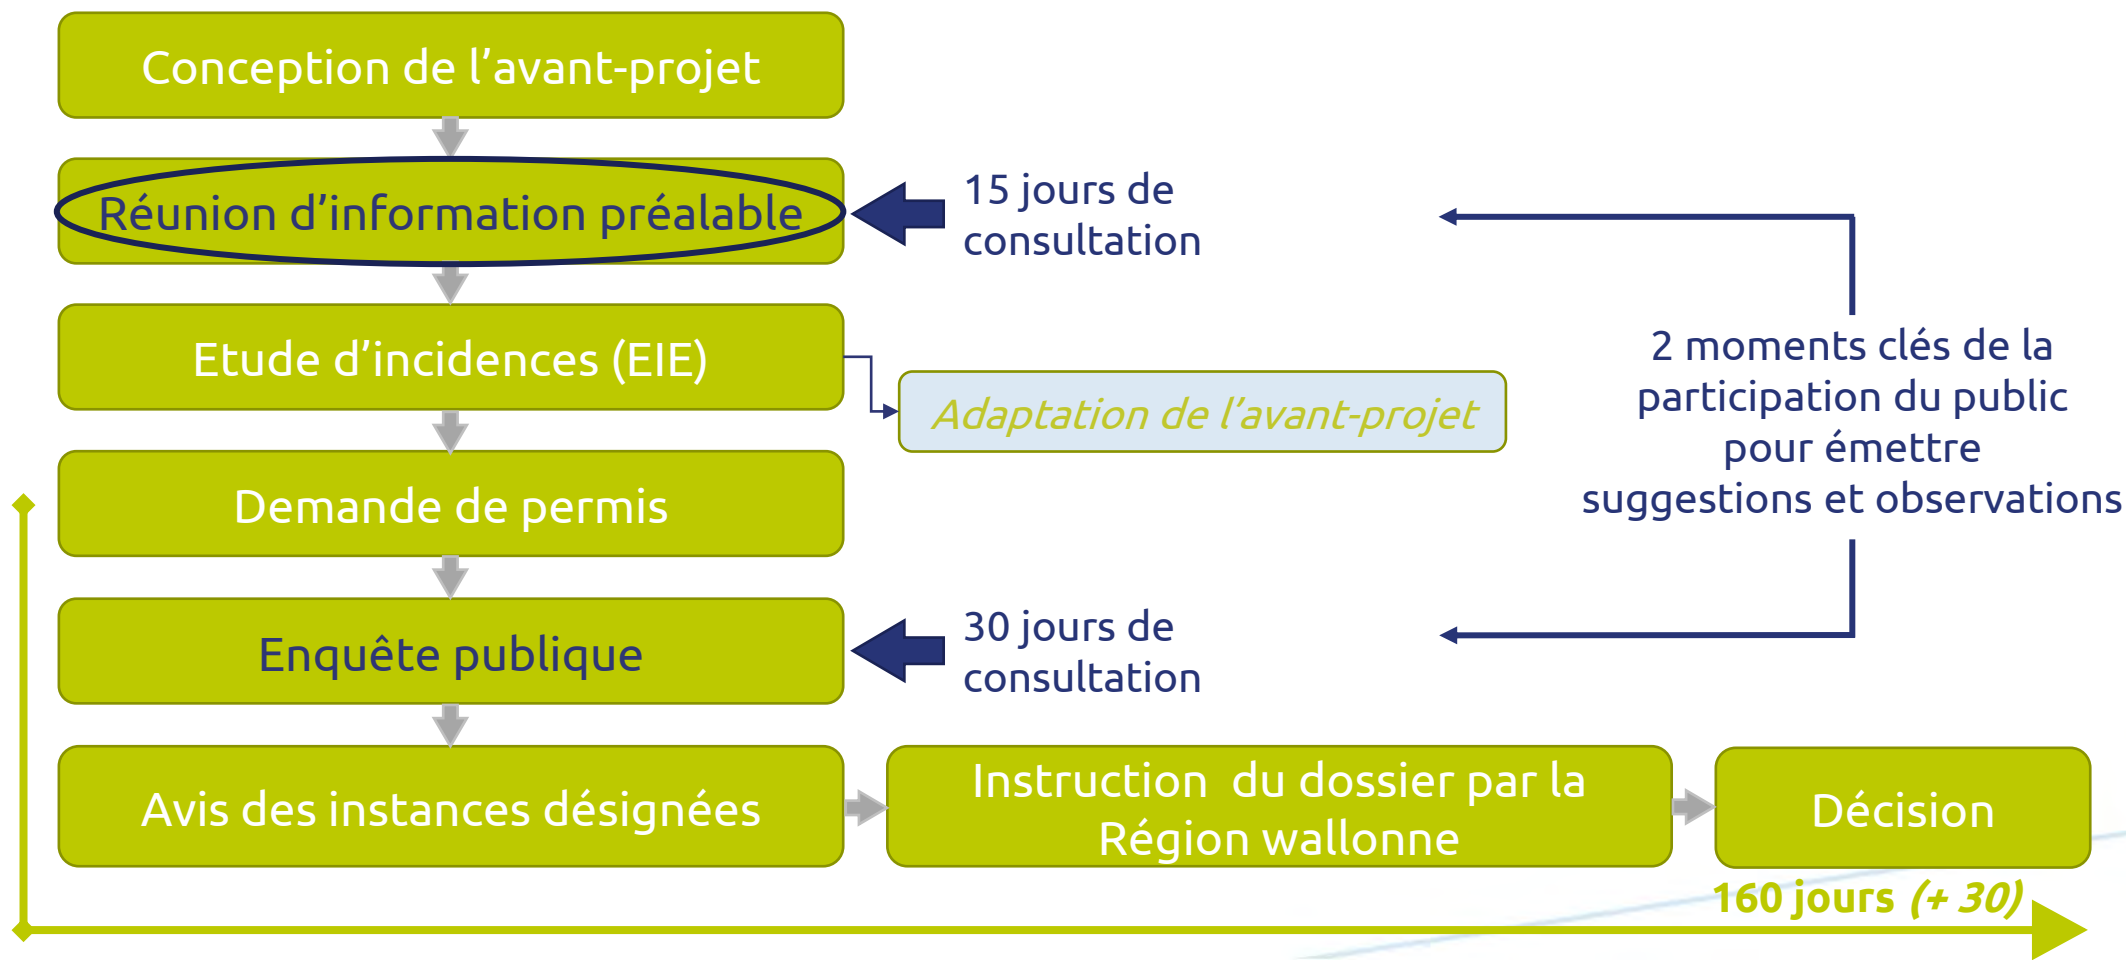 Conception de l’avant-projet
Réunion d’information préalable
15 jours de
consultation
Etude d’incidences (EIE)
Adaptation de l’avant-projet
2 moments clés de la
participation du public
pour émettre
suggestions et observations
Demande de permis
Enquête publique
30 jours de
consultation
Avis des instances désignées
Instruction  du dossier par la
Région wallonne
Décision
160 jours (+ 30)